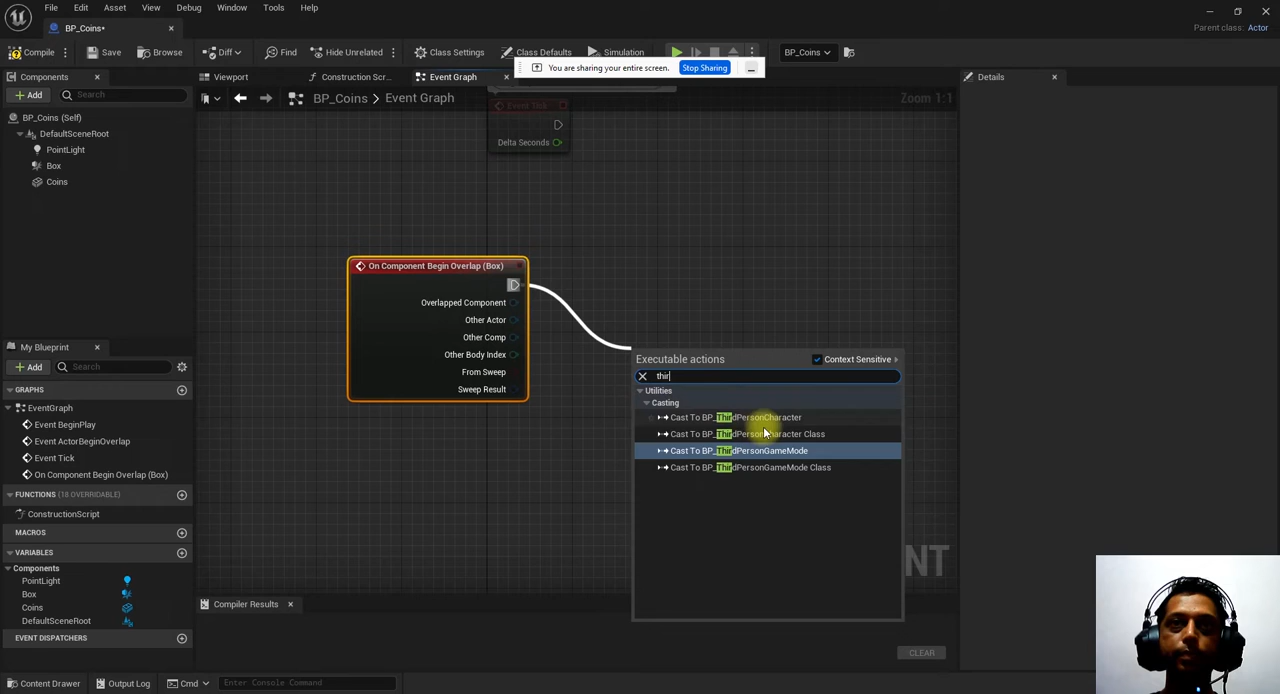 File Edit Asset View Debug Window Tools Help
BP_Coins•
Parent class: Actor
Compile Save Browse Diff Find Hide Unrelated Class Settings Class Defaults Simulation BP_Coins
You are sharing your entire screen. Stop Sharing
Components
Viewport Construction Scr... Event Graph Details
Add Search
BP_Coins > Event Graph Zoom 1:1
BP_Coins (Self)
DefaultSceneRoot
PointLight
Box
Coins
Event Tick
Delta Seconds
On Component Begin Overlap (Box)
Overlapped Component
Other Actor
Other Comp
Other Body Index
From Sweep
Sweep Result
Executable actions Context Sensitive
thir
Utilities
Casting
Cast To BP_ThirdPersonCharacter
Cast To BP_ThirdPersonCharacter Class
Cast To BP_ThirdPersonGameMode
Cast To BP_ThirdPersonGameMode Class
My Blueprint
Add Search
GRAPHS
EventGraph
Event BeginPlay
Event ActorBeginOverlap
Event Tick
On Component Begin Overlap (Box)
FUNCTIONS (18 OVERRIDABLE)
ConstructionScript
MACROS
VARIABLES
Components
PointLight
Box
Coins
DefaultSceneRoot
EVENT DISPATCHERS
NT
Compiler Results
CLEAR
Content Drawer Output Log Cmd Enter Console Command